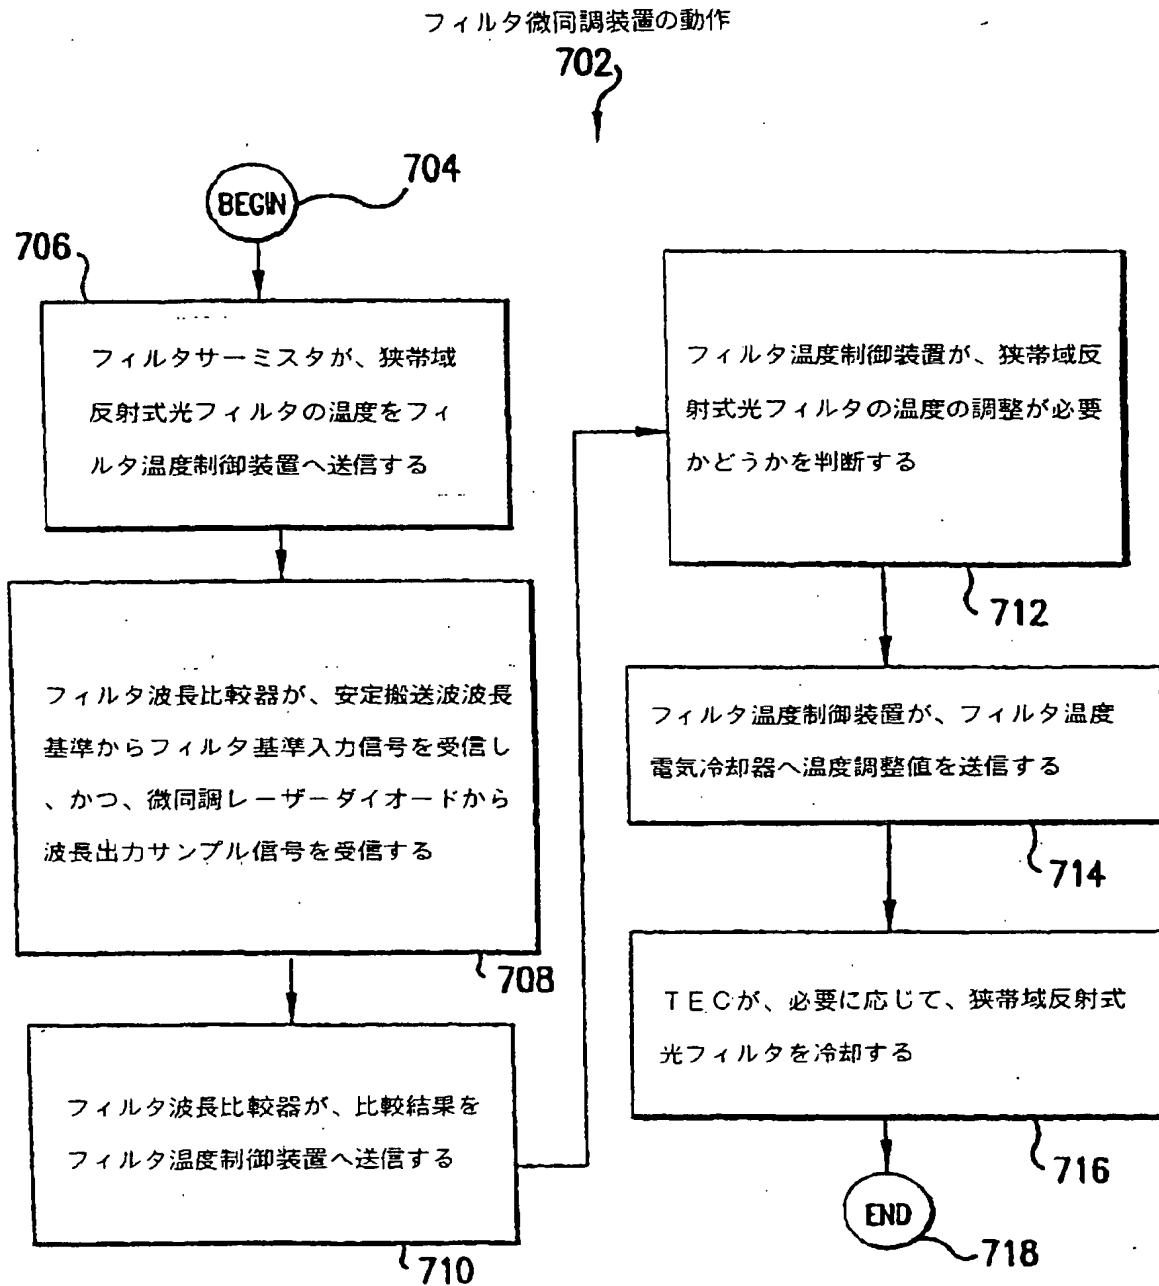 フィルタ微同調装置の動作
702
704
BEGIN
706
フィルタサーミスタが、狭帯域
反射式光フィルタの温度をフィ
ルタ温度制御装置へ送信する
フィルタ波長比較器が、安定搬送波波長
基準からフィルタ基準入力信号を受信し
、かつ、微同調レーザーダイオードから
波長出力サンプル信号を受信する
708
フィルタ波長比較器が、比較結果を
フィルタ温度制御装置へ送信する
710
フィルタ温度制御装置が、狭帯域反
射式光フィルタの温度の調整が必要
かどうかを判断する
712
フィルタ温度制御装置が、フィルタ温度
電気冷却器へ温度調整値を送信する
714
TECが、必要に応じて、狭帯域反射式
光フィルタを冷却する
716
END
718